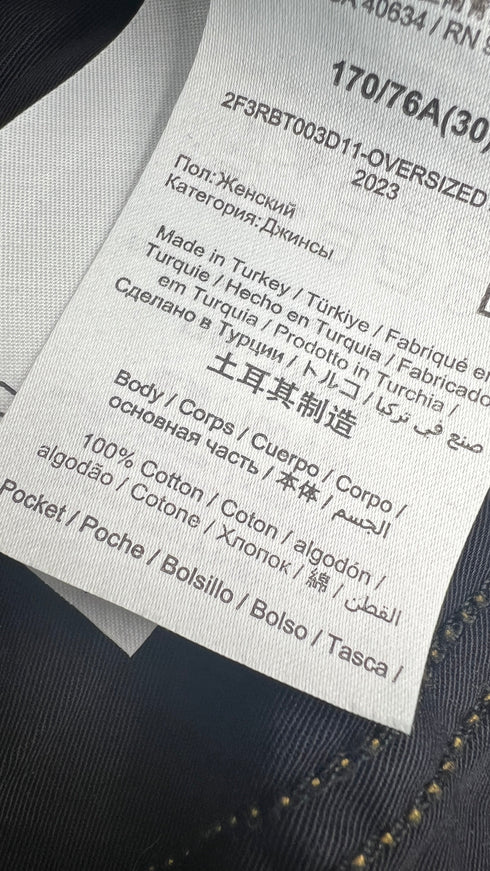 40634 / RN
170/76A(30)
2F3RBT003D11-OVERSIZED
2023
Пол:Женский
Категория:Джинсы
Made in Turkey / Türkiye / Fabriqué en
Turquie / Hecho en Turquia / Fabricado
em Turquia / Prodotto in Turchia /
Сделано в Турции / トルコ / صنع في تركيا
土耳其制造
Body / Corps / Cuerpo / Corpo /
основная часть / 本体 / الجسم
100% Cotton / Coton / algodón /
algodão / Cotone / Хлопок / 綿 / القطن
Pocket / Poche / Bolsillo / Bolso / Tasca /